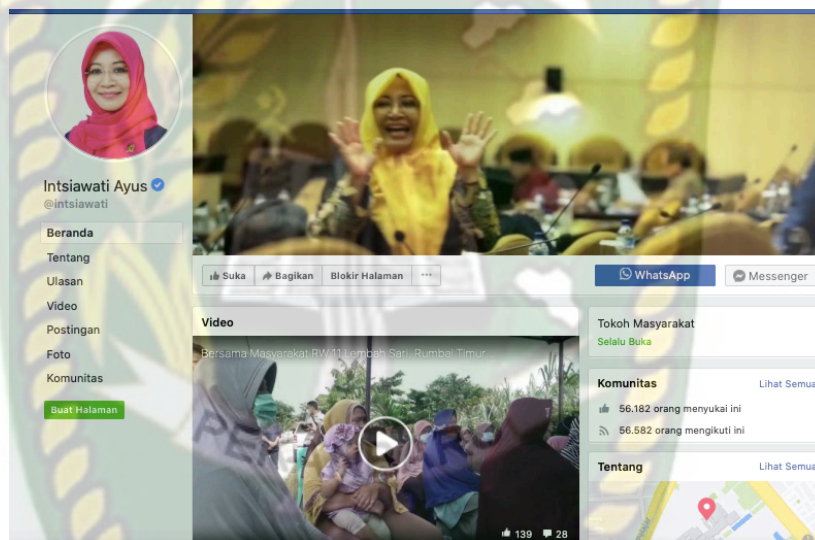 Intsiawati Ayus
@intsiawati
Beranda
Tentang
Ulasan
Video
Postingan
Foto
Komunitas
Buat Halaman
Suka
Bagikan
Blokir Halaman
...
WhatsApp
Messenger
Video
Bersama Masyarakat RW 11 Lembah Sari, Rumbai Timur
139
28
Tokoh Masyarakat
Selalu Buka
Komunitas
Lihat Semua
56.182 orang menyukai ini
56.582 orang mengikuti ini
Tentang
Lihat Semua